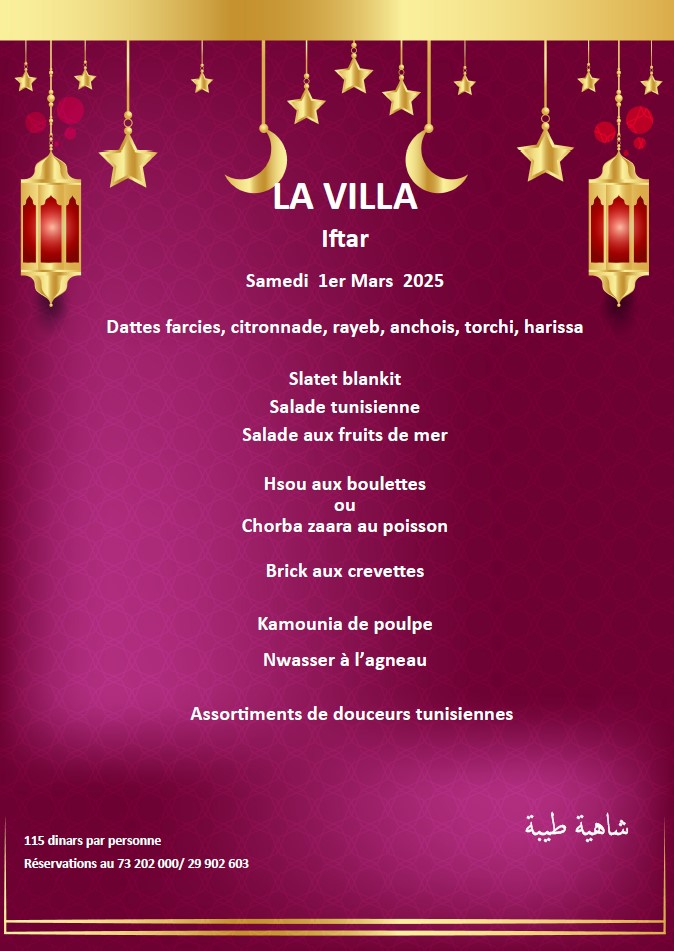 LA VILLA
Iftar
Samedi 1er Mars 2025
Dattes farcies, citronnade, rayeb, anchois, torchi, harissa
Slatet blankit
Salade tunisienne
Salade aux fruits de mer
Hsou aux boulettes
ou
Chorba zaara au poisson
Brick aux crevettes
Kamounia de poulpe
Nwasser à l’agneau
Assortiments de douceurs tunisiennes
شاهية طيبة
115 dinars par personne
Réservations au 73 202 000/ 29 902 603